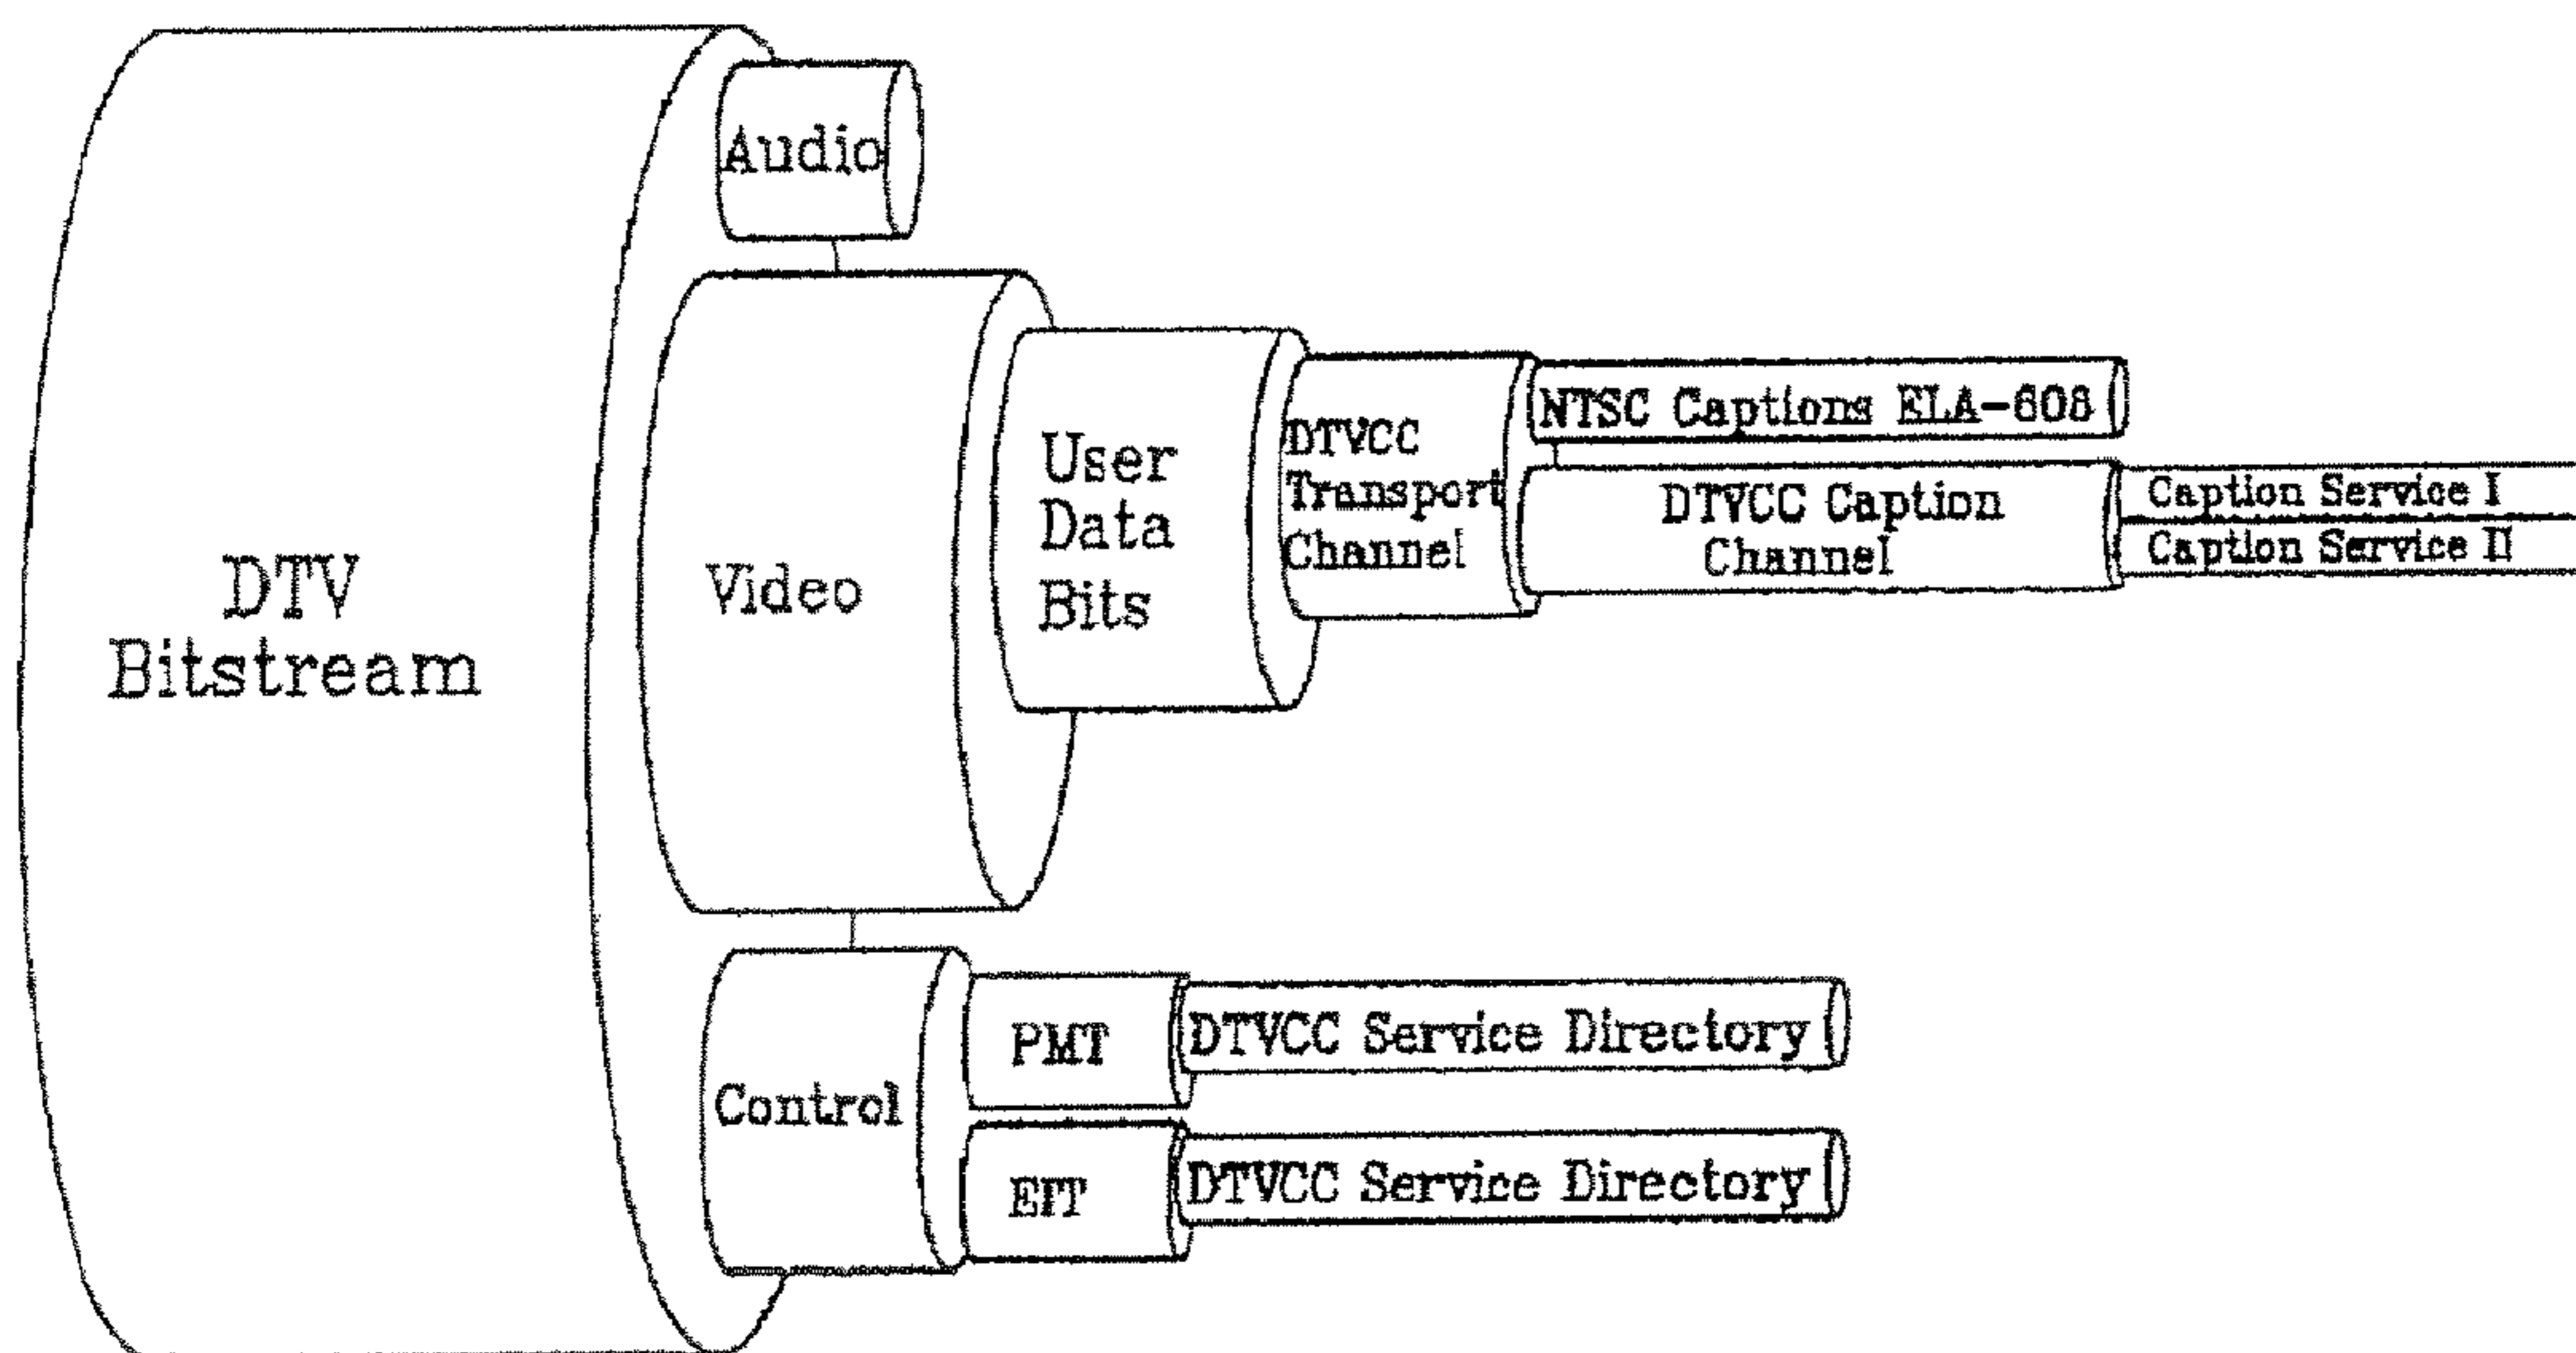 Audio
DTV
Bitstream
Video
User
Data
Bits
DTVCC
Transport
Channel
NTSC Captions ELA-608
DTVCC Caption
Channel
Caption Service I
Caption Service II
Control
PMT
DTVCC Service Directory
EIT
DTVCC Service Directory